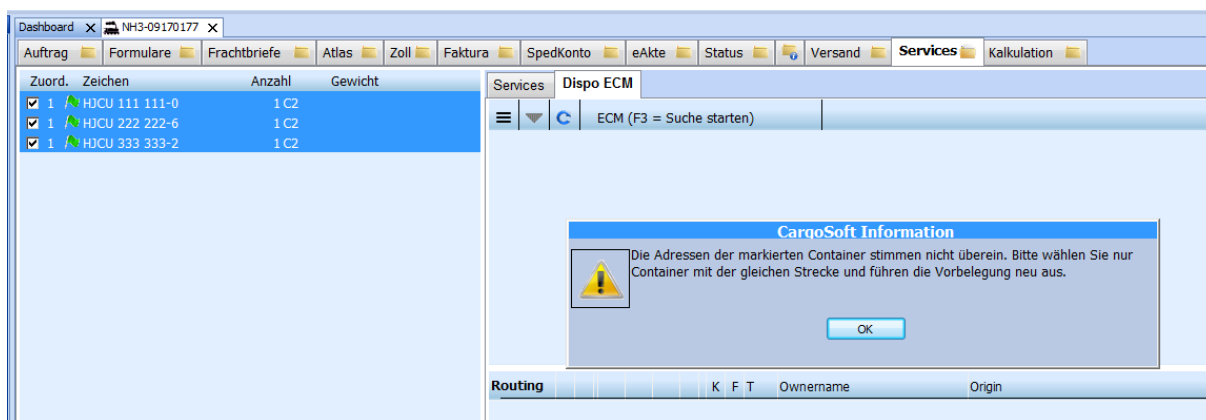 Dashboard X NH3-09170177 X
Auftrag Formulare Frachtbriefe Atlas Zoll Faktura SpedKonto eAkte Status Versand Services Kalkulation
Zuord. Zeichen Anzahl Gewicht
1 HJCU 111 111-0 1 C2
1 HJCU 222 222-6 1 C2
1 HJCU 333 333-2 1 C2
Services Dispo ECM
ECM (F3 = Suche starten)
CargoSoft Information
Die Adressen der markierten Container stimmen nicht überein. Bitte wählen Sie nur
Container mit der gleichen Strecke und führen die Vorbelegung neu aus.
OK
Routing K F T Ownername Origin